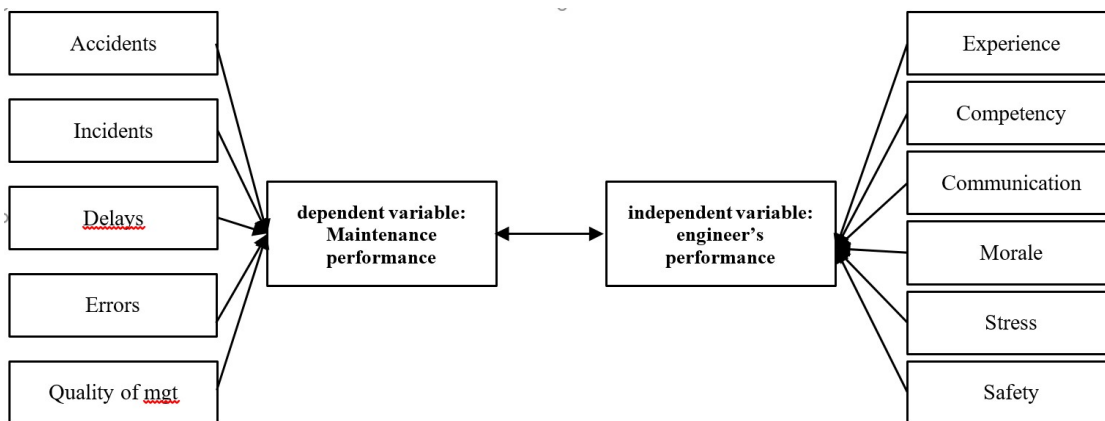 Accidents
Incidents
Delays
Errors
Quality of mgt
dependent variable:
Maintenance
performance
independent variable:
engineer’s
performance
Experience
Competency
Communication
Morale
Stress
Safety